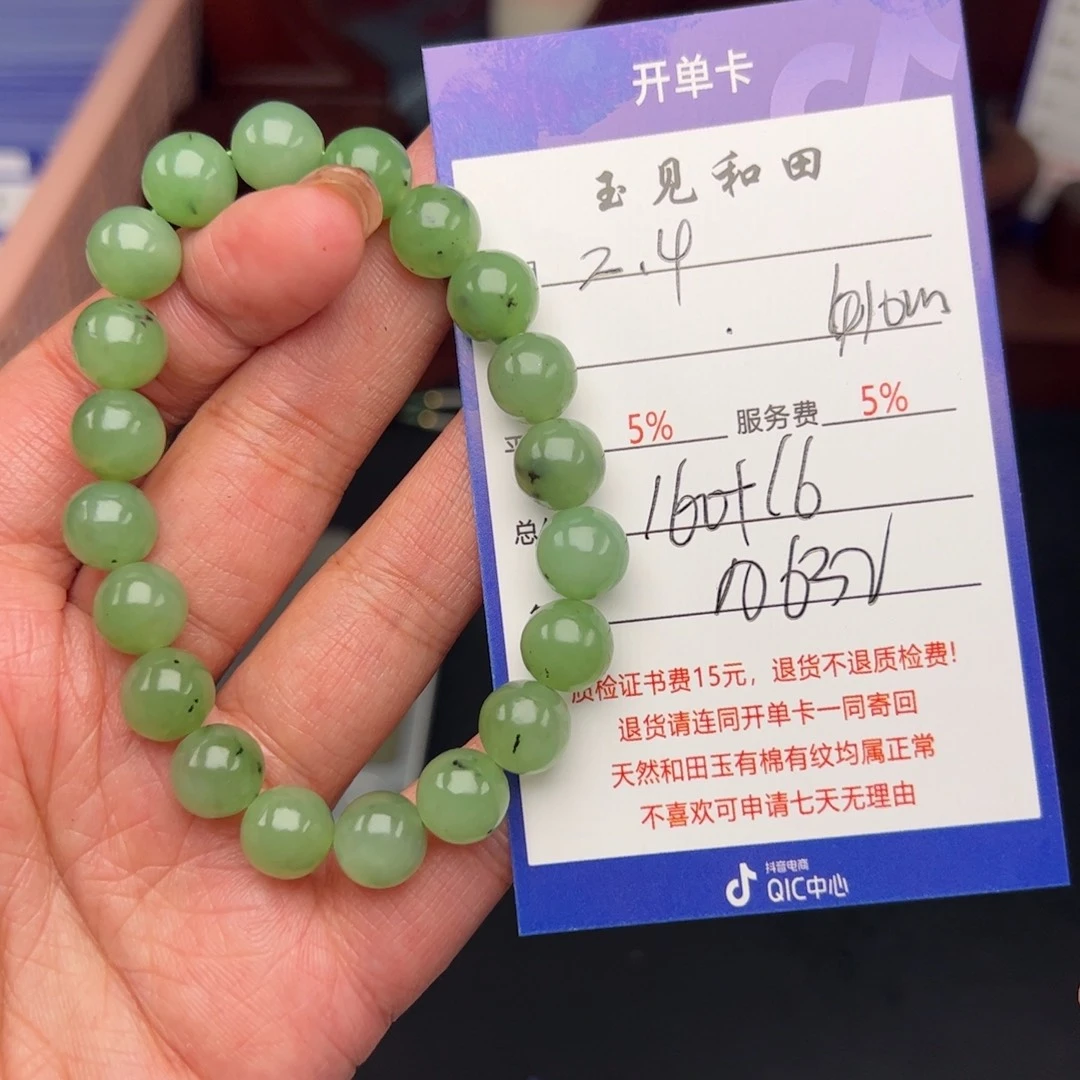 开单卡
玉见和田
2.4
5% 服务费 5%
160+16
质检证书费15元，退货不退质检费!
退货请连同开单卡一同寄回
天然和田玉有棉有纹均属正常
不喜欢可申请七天无理由
抖音电商
QIC中心